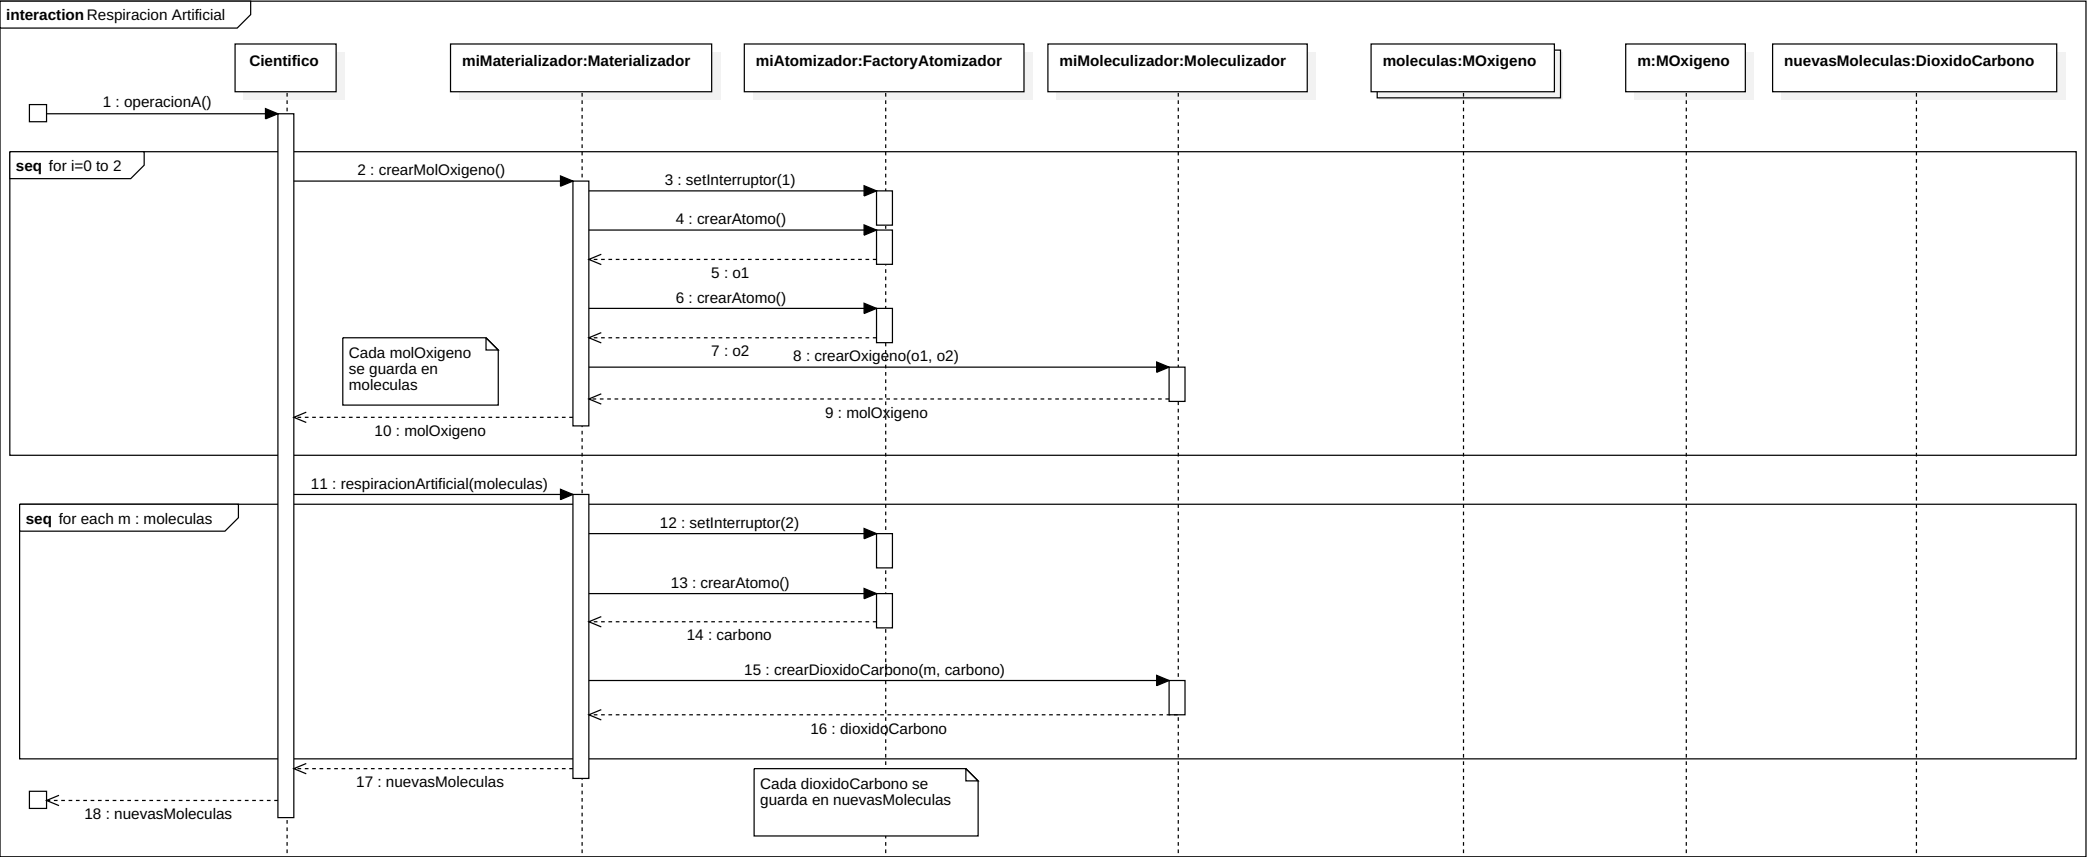 interaction Respiracion Artificial
Cientifico
miMaterializador:Materializador
miAtomizador:FactoryAtomizador
miMoleculizador:Moleculizador
moleculas:MOxigeno
m:MOxigeno
nuevasMoleculas:DioxidoCarbono
1 : operacionA()
seq for i=0 to 2
2 : crearMolOxigeno()
3 : setInterruptor(1)
4 : crearAtomo()
5 : o1
6 : crearAtomo()
7 : o2
8 : crearOxigeno(o1, o2)
Cada molOxigeno
se guarda en
moleculas
9 : molOxigeno
10 : molOxigeno
11 : respiracionArtificial(moleculas)
seq for each m : moleculas
12 : setInterruptor(2)
13 : crearAtomo()
14 : carbono
15 : crearDioxidoCarbono(m, carbono)
16 : dioxidoCarbono
17 : nuevasMoleculas
Cada dioxidoCarbono se
guarda en nuevasMoleculas
18 : nuevasMoleculas